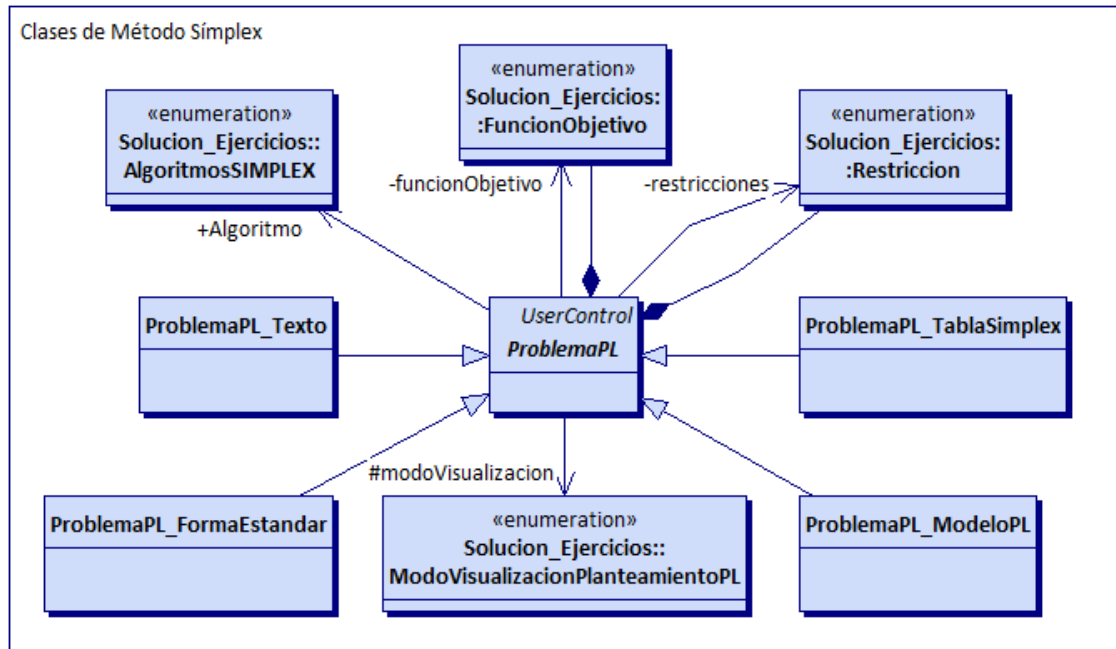 Clases de Método Símplex
«enumeration»
Solucion_Ejercicios:
:FuncionObjetivo
«enumeration»
Solucion_Ejercicios::
AlgoritmosSIMPLEX
«enumeration»
Solucion_Ejercicios:
:Restriccion
-funcionObjetivo
-restricciones
+Algoritmo
ProblemaPL_Texto
UserControl
ProblemaPL
ProblemaPL_TablaSimplex
#modoVisualizacion
ProblemaPL_FormaEstandar
«enumeration»
Solucion_Ejercicios::
ModoVisualizacionPlanteamientoPL
ProblemaPL_ModeloPL